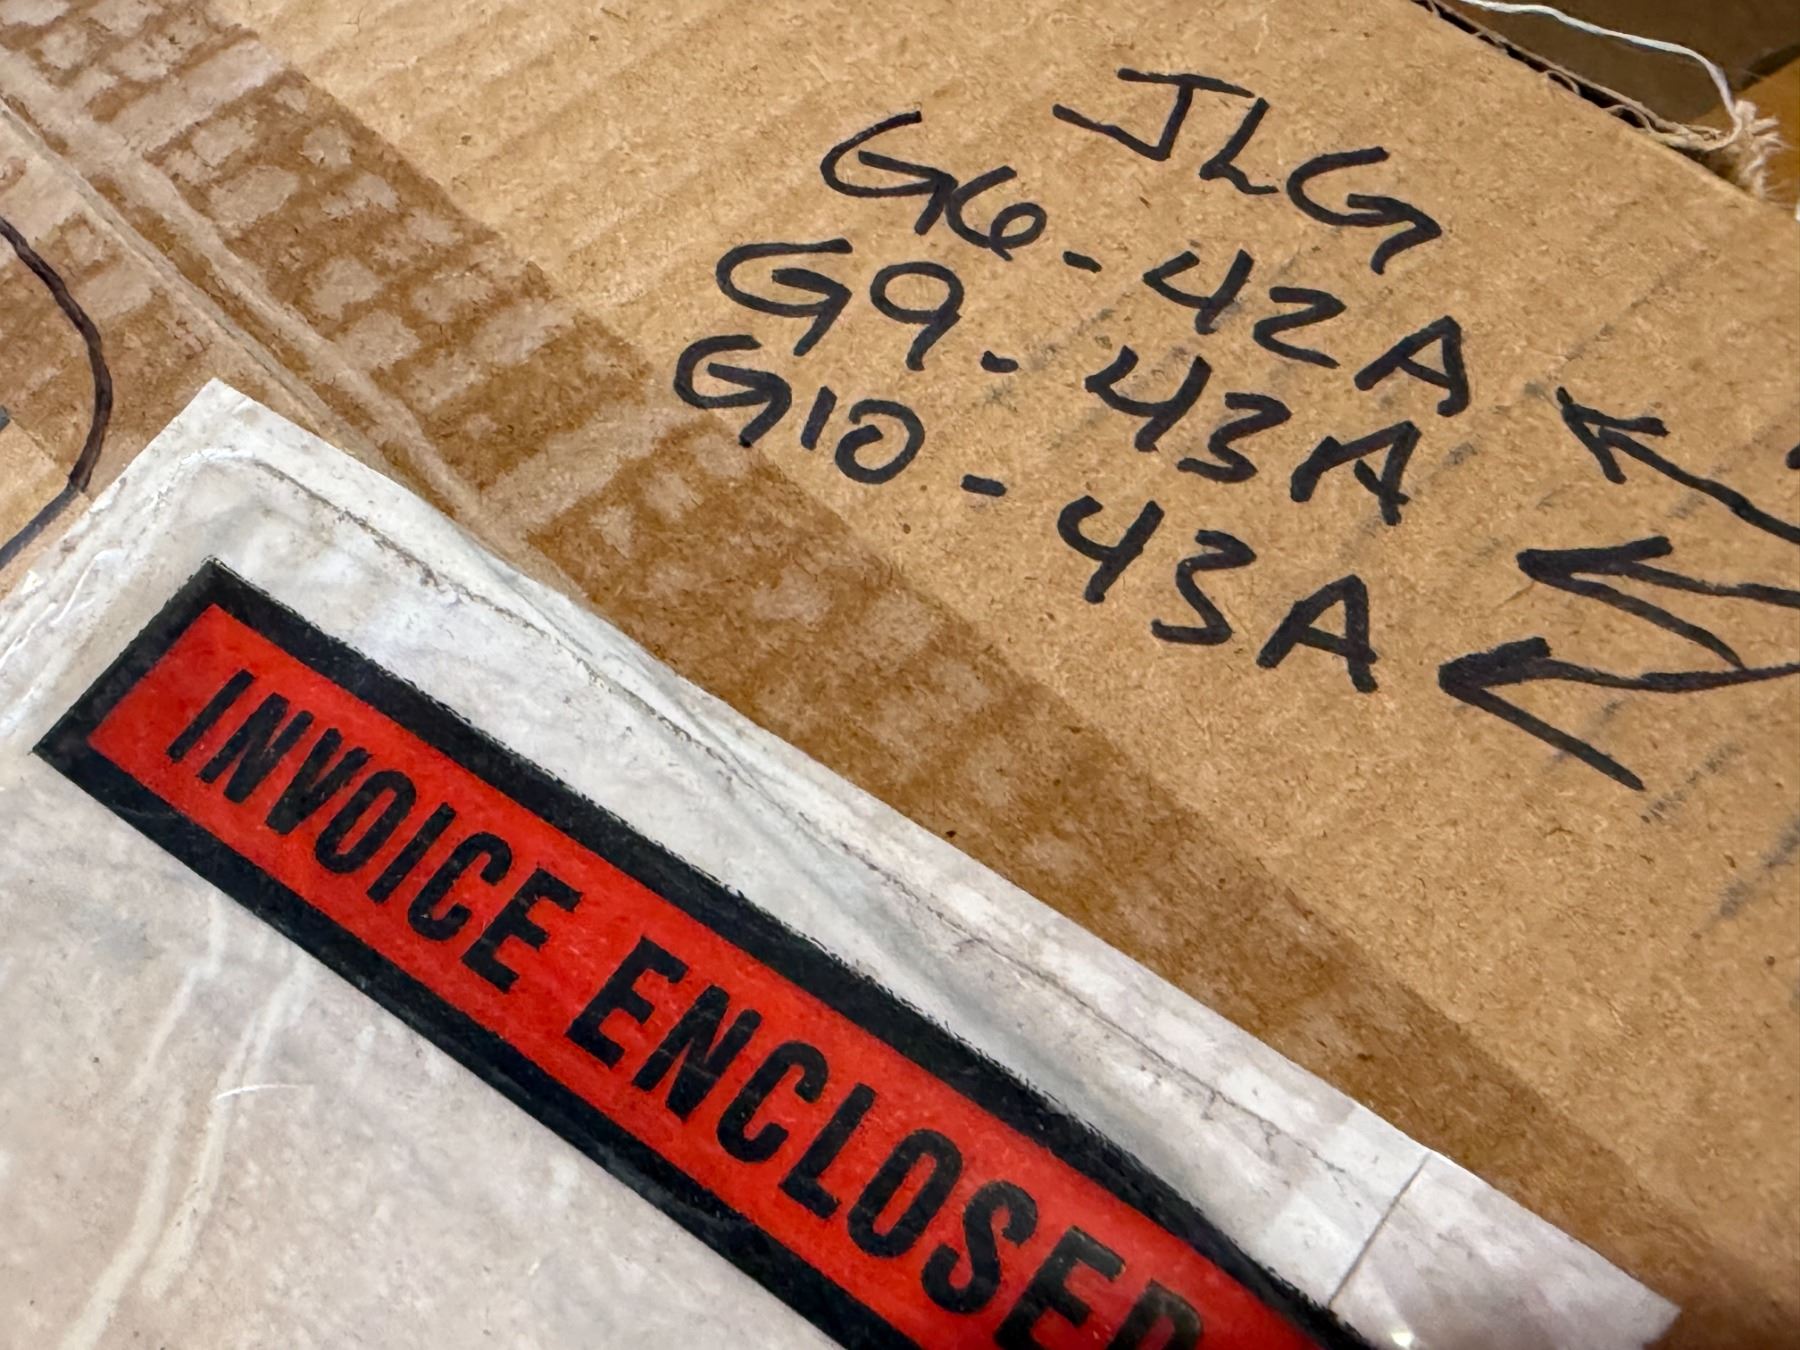 JLG
G6-42A
G9-43A
G10-43A
INVOICE ENCLOSED